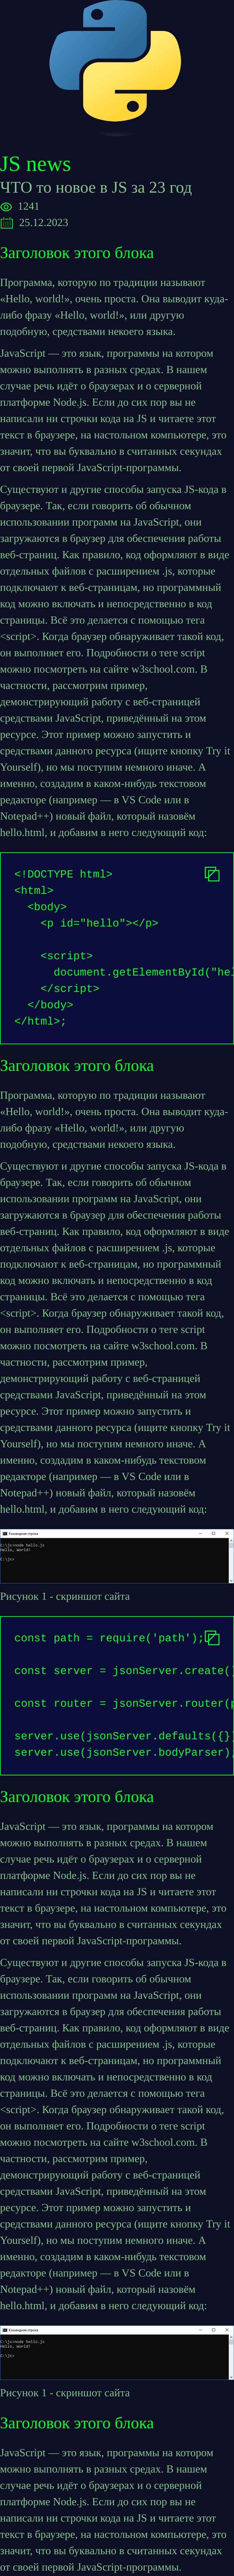 JS news
ЧТО то новое в JS за 23 год
1241
25.12.2023
Заголовок этого блока
Программа, которую по традиции называют
«Hello, world!», очень проста. Она выводит куда-
либо фразу «Hello, world!», или другую
подобную, средствами некоего языка.
JavaScript — это язык, программы на котором
можно выполнять в разных средах. В нашем
случае речь идёт о браузерах и о серверной
платформе Node.js. Если до сих пор вы не
написали ни строчки кода на JS и читаете этот
текст в браузере, на настольном компьютере, это
значит, что вы буквально в считанных секундах
от своей первой JavaScript-программы.
Существуют и другие способы запуска JS-кода в
браузере. Так, если говорить об обычном
использовании программ на JavaScript, они
загружаются в браузер для обеспечения работы
веб-страниц. Как правило, код оформляют в виде
отдельных файлов с расширением .js, которые
подключают к веб-страницам, но программный
код можно включать и непосредственно в код
страницы. Всё это делается с помощью тега
<script>. Когда браузер обнаруживает такой код,
он выполняет его. Подробности о теге script
можно посмотреть на сайте w3school.com. В
частности, рассмотрим пример,
демонстрирующий работу с веб-страницей
средствами JavaScript, приведённый на этом
ресурсе. Этот пример можно запустить и
средствами данного ресурса (ищите кнопку Try it
Yourself), но мы поступим немного иначе. А
именно, создадим в каком-нибудь текстовом
редакторе (например — в VS Code или в
Notepad++) новый файл, который назовём
hello.html, и добавим в него следующий код:
<!DOCTYPE html>
<html>
<body>
<p id="hello"></p>
<script>
document.getElementById("hel
</script>
</body>
</html>;
Заголовок этого блока
Программа, которую по традиции называют
«Hello, world!», очень проста. Она выводит куда-
либо фразу «Hello, world!», или другую
подобную, средствами некоего языка.
Существуют и другие способы запуска JS-кода в
браузере. Так, если говорить об обычном
использовании программ на JavaScript, они
загружаются в браузер для обеспечения работы
веб-страниц. Как правило, код оформляют в виде
отдельных файлов с расширением .js, которые
подключают к веб-страницам, но программный
код можно включать и непосредственно в код
страницы. Всё это делается с помощью тега
<script>. Когда браузер обнаруживает такой код,
он выполняет его. Подробности о теге script
можно посмотреть на сайте w3school.com. В
частности, рассмотрим пример,
демонстрирующий работу с веб-страницей
средствами JavaScript, приведённый на этом
ресурсе. Этот пример можно запустить и
средствами данного ресурса (ищите кнопку Try it
Yourself), но мы поступим немного иначе. А
именно, создадим в каком-нибудь текстовом
редакторе (например — в VS Code или в
Notepad++) новый файл, который назовём
hello.html, и добавим в него следующий код:
Командная строка
C:\js>node hello.js
Hello, World!
C:\js>
Рисунок 1 - скриншот сайта
const path = require('path');
const server = jsonServer.create(
const router = jsonServer.router(p
server.use(jsonServer.defaults({}
server.use(jsonServer.bodyParser)
Заголовок этого блока
JavaScript — это язык, программы на котором
можно выполнять в разных средах. В нашем
случае речь идёт о браузерах и о серверной
платформе Node.js. Если до сих пор вы не
написали ни строчки кода на JS и читаете этот
текст в браузере, на настольном компьютере, это
значит, что вы буквально в считанных секундах
от своей первой JavaScript-программы.
Существуют и другие способы запуска JS-кода в
браузере. Так, если говорить об обычном
использовании программ на JavaScript, они
загружаются в браузер для обеспечения работы
веб-страниц. Как правило, код оформляют в виде
отдельных файлов с расширением .js, которые
подключают к веб-страницам, но программный
код можно включать и непосредственно в код
страницы. Всё это делается с помощью тега
<script>. Когда браузер обнаруживает такой код,
он выполняет его. Подробности о теге script
можно посмотреть на сайте w3school.com. В
частности, рассмотрим пример,
демонстрирующий работу с веб-страницей
средствами JavaScript, приведённый на этом
ресурсе. Этот пример можно запустить и
средствами данного ресурса (ищите кнопку Try it
Yourself), но мы поступим немного иначе. А
именно, создадим в каком-нибудь текстовом
редакторе (например — в VS Code или в
Notepad++) новый файл, который назовём
hello.html, и добавим в него следующий код:
Командная строка
C:\js>node hello.js
Hello, World!
C:\js>
Рисунок 1 - скриншот сайта
Заголовок этого блока
JavaScript — это язык, программы на котором
можно выполнять в разных средах. В нашем
случае речь идёт о браузерах и о серверной
платформе Node.js. Если до сих пор вы не
написали ни строчки кода на JS и читаете этот
текст в браузере, на настольном компьютере, это
значит, что вы буквально в считанных секундах
от своей первой JavaScript-программы.